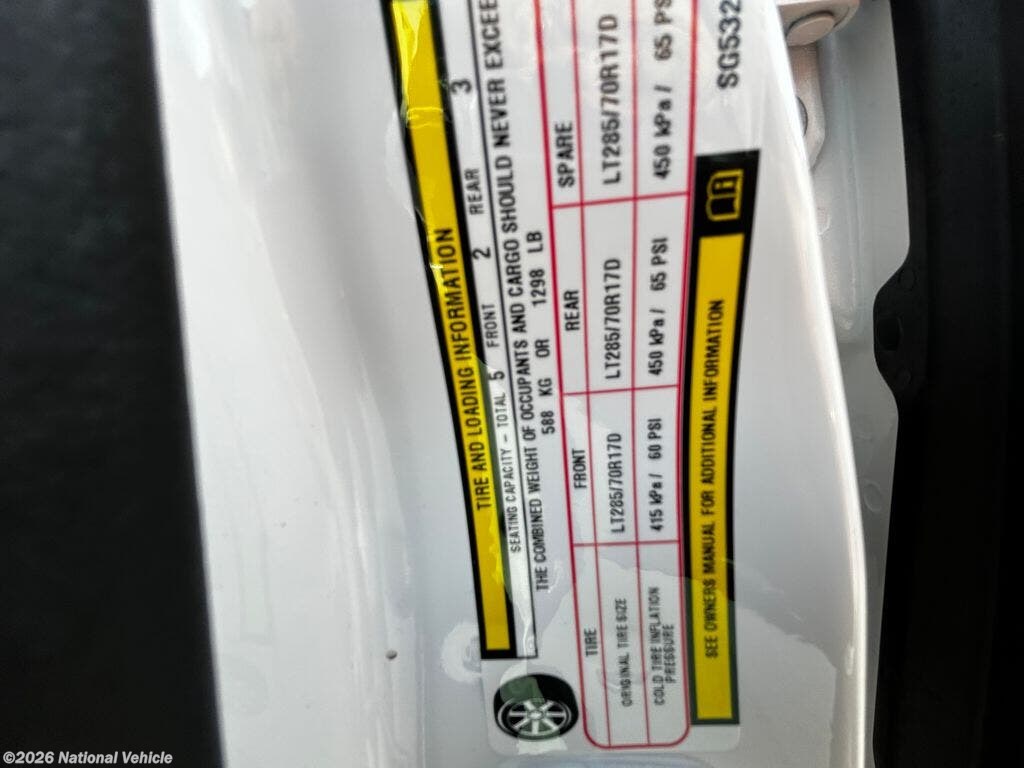 TIRE AND LOADING INFORMATION
SEATING CAPACITY – TOTAL 5 FRONT 2 REAR 3
THE COMBINED WEIGHT OF OCCUPANTS AND CARGO SHOULD NEVER EXCEE
588 KG OR 1298 LB
TIRE FRONT REAR SPARE
ORIGINAL TIRE SIZE LT285/70R17D LT285/70R17D LT285/70R17D
COLD TIRE INFLATION PRESSURE 415 kPa / 60 PSI 450 kPa / 65 PSI 450 kPa / 65 PS
SEE OWNERS MANUAL FOR ADDITIONAL INFORMATION
SG532
©2026 National Vehicle